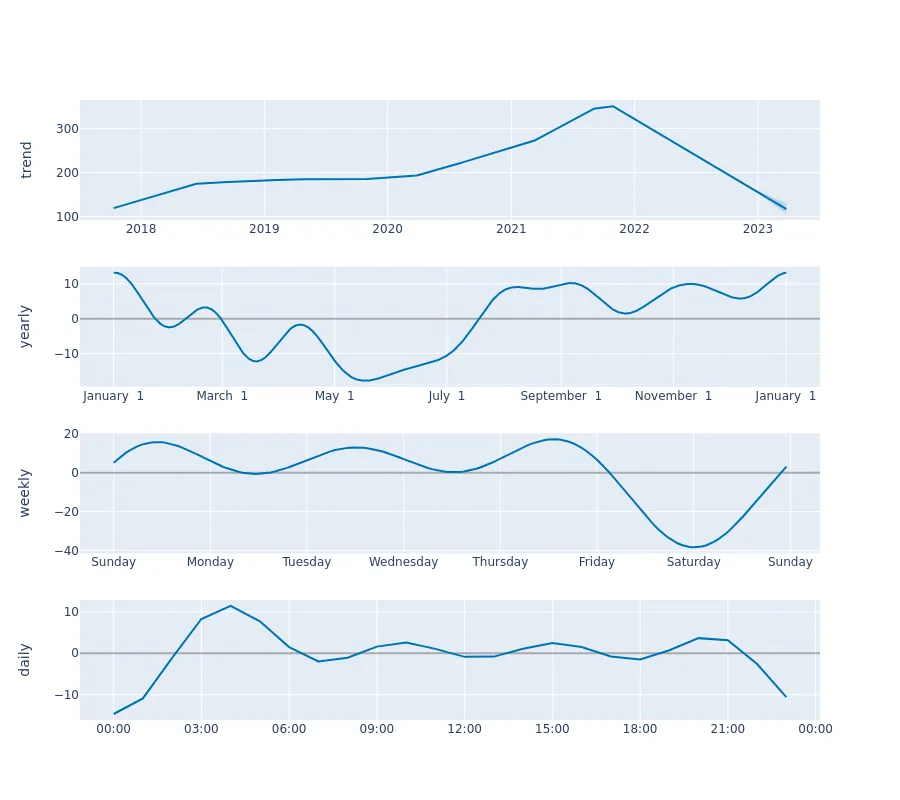 trend
300
200
100
2018 2019 2020 2021 2022 2023
yearly
10
0
−10
January 1 March 1 May 1 July 1 September 1 November 1 January 1
weekly
20
0
−20
−40
Sunday Monday Tuesday Wednesday Thursday Friday Saturday Sunday
daily
10
0
−10
00:00 03:00 06:00 09:00 12:00 15:00 18:00 21:00 00:00